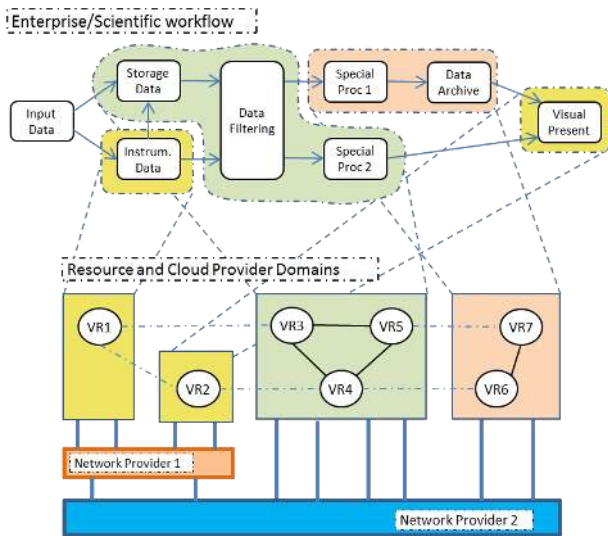 Enterprise/Scientific workflow
Storage
Data
Special
Proc 1
Data
Archive
Input
Data
Data
Filtering
Visual
Present
Instrum.
Data
Special
Proc 2
Resource and Cloud Provider Domains
VR1
VR3
VR5
VR7
VR2
VR4
VR6
Network Provider 1
Network Provider 2